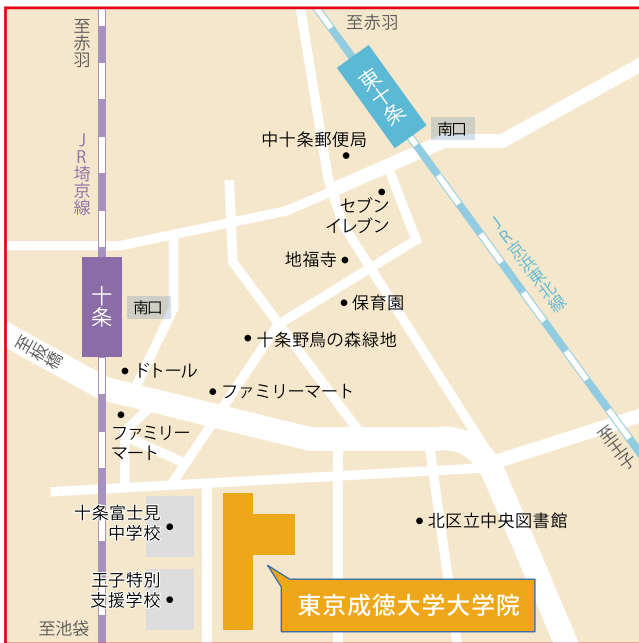 至赤羽
至赤羽
東十条
南口
中十条郵便局
JR埼京線
セブン
イレブン
JR京浜東北線
地福寺
十条
南口
保育園
十条野鳥の森緑地
至板橋
ドトール
ファミリーマート
ファミリー
マート
至王子
十条富士見
中学校
北区立中央図書館
王子特別
支援学校
東京成徳大学大学院
至池袋